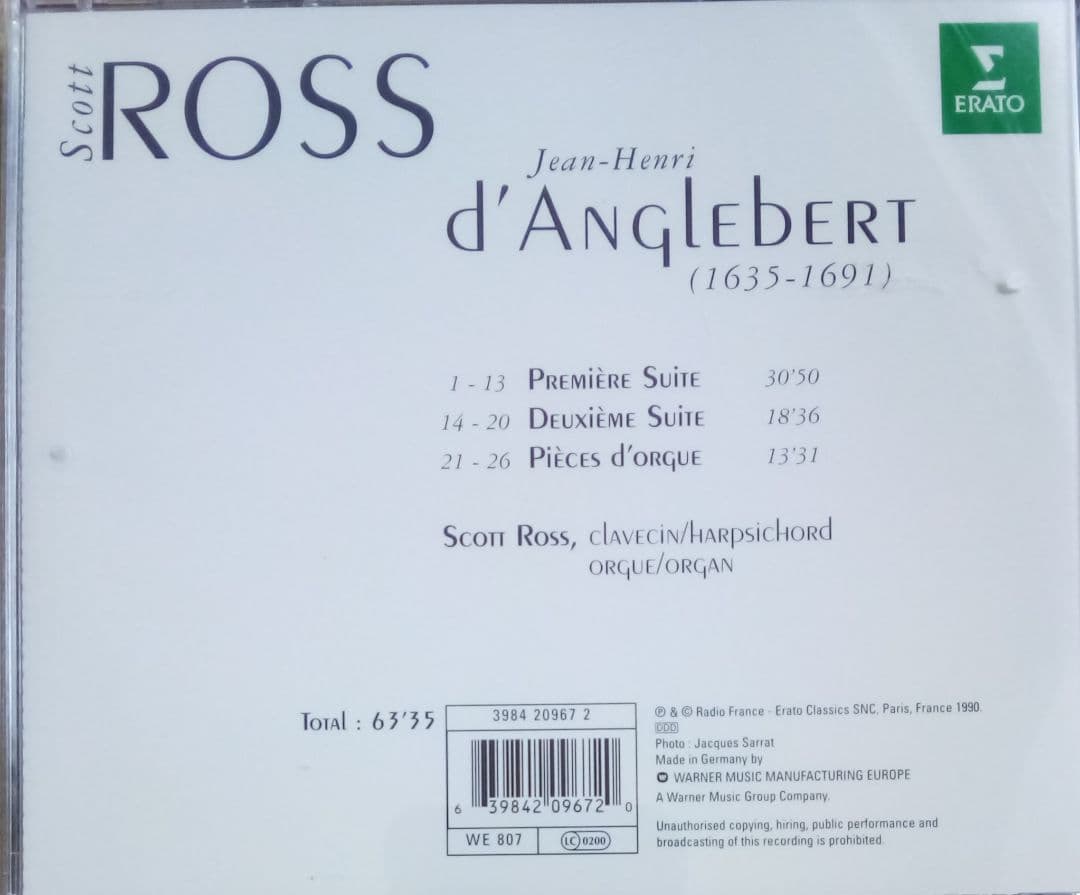 Scott ROSS
ERATO
Jean-Henri
d'Anglebert
(1635-1691)
1 - 13 Première Suite 30'50
14 - 20 Deuxième Suite 18'36
21 - 26 Pièces d'orgue 13'31
Scott Ross, clavecin/harpsichord
orgue/organ
Total : 63'35
3984 20967 2
6 39842 09672 0
WE 807 LC 0200
℗ & © Radio France - Erato Classics SNC, Paris, France 1990.
DDD
Photo : Jacques Sarrat
Made in Germany by
WARNER MUSIC MANUFACTURING EUROPE
A Warner Music Group Company.
Unauthorised copying, hiring, public performance and
broadcasting of this recording is prohibited.